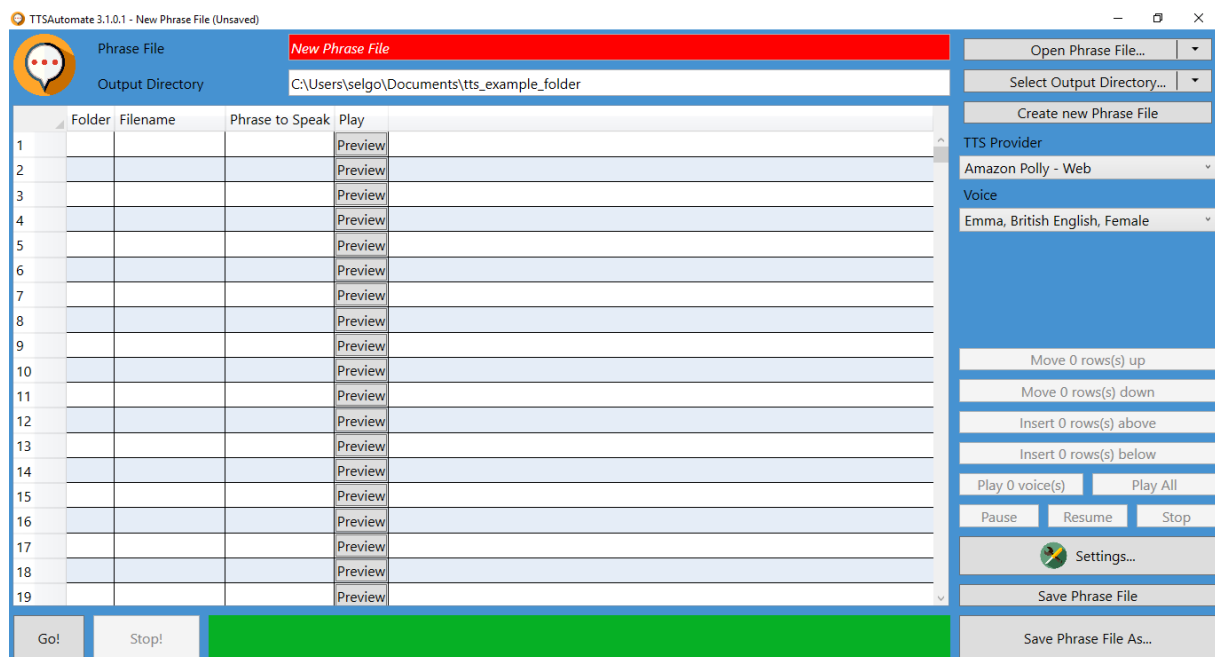 TTSAutomate 3.1.0.1 - New Phrase File (Unsaved)
Phrase File
New Phrase File
Open Phrase File...
Output Directory
C:\Users\selgo\Documents\tts_example_folder
Select Output Directory...
Create new Phrase File
Folder Filename Phrase to Speak Play
TTS Provider
Amazon Polly - Web
Voice
Emma, British English, Female
1 Preview
2 Preview
3 Preview
4 Preview
5 Preview
6 Preview
7 Preview
8 Preview
9 Preview
10 Preview
11 Preview
12 Preview
13 Preview
14 Preview
15 Preview
16 Preview
17 Preview
18 Preview
19 Preview
Move 0 rows(s) up
Move 0 rows(s) down
Insert 0 rows(s) above
Insert 0 rows(s) below
Play 0 voice(s) Play All
Pause Resume Stop
Settings...
Save Phrase File
Go! Stop!
Save Phrase File As...